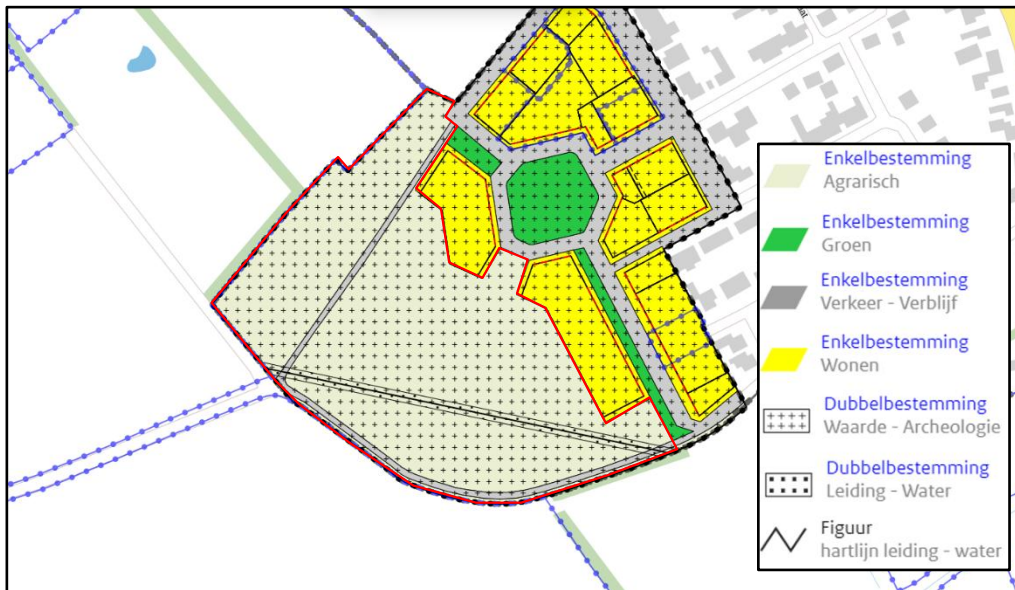 aat
Enkelbestemming
Agrarisch
Enkelbestemming
Groen
Enkelbestemming
Verkeer - Verblijf
Enkelbestemming
Wonen
Dubbelbestemming
Waarde - Archeologie
Dubbelbestemming
Leiding - Water
Figuur
hartlijn leiding - water